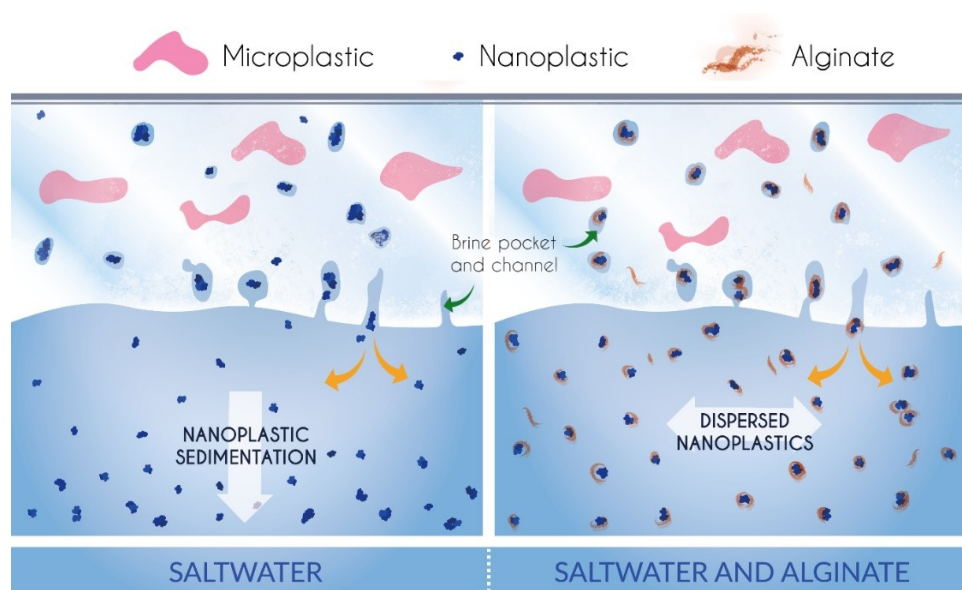 Microplastic
Nanoplastic
Alginate
Brine pocket
and channel
NANOPLASTIC
SEDIMENTATION
DISPERSED
NANOPLASTICS
SALTWATER
SALTWATER AND ALGINATE